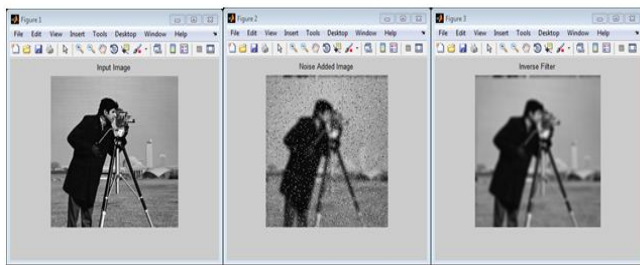 Figure 1
File Edit View Insert Tools Desktop Window Help
Input Image
Figure 2
File Edit View Insert Tools Desktop Window Help
Noise Added Image
Figure 3
File Edit View Insert Tools Desktop Window Help
Inverse Filter